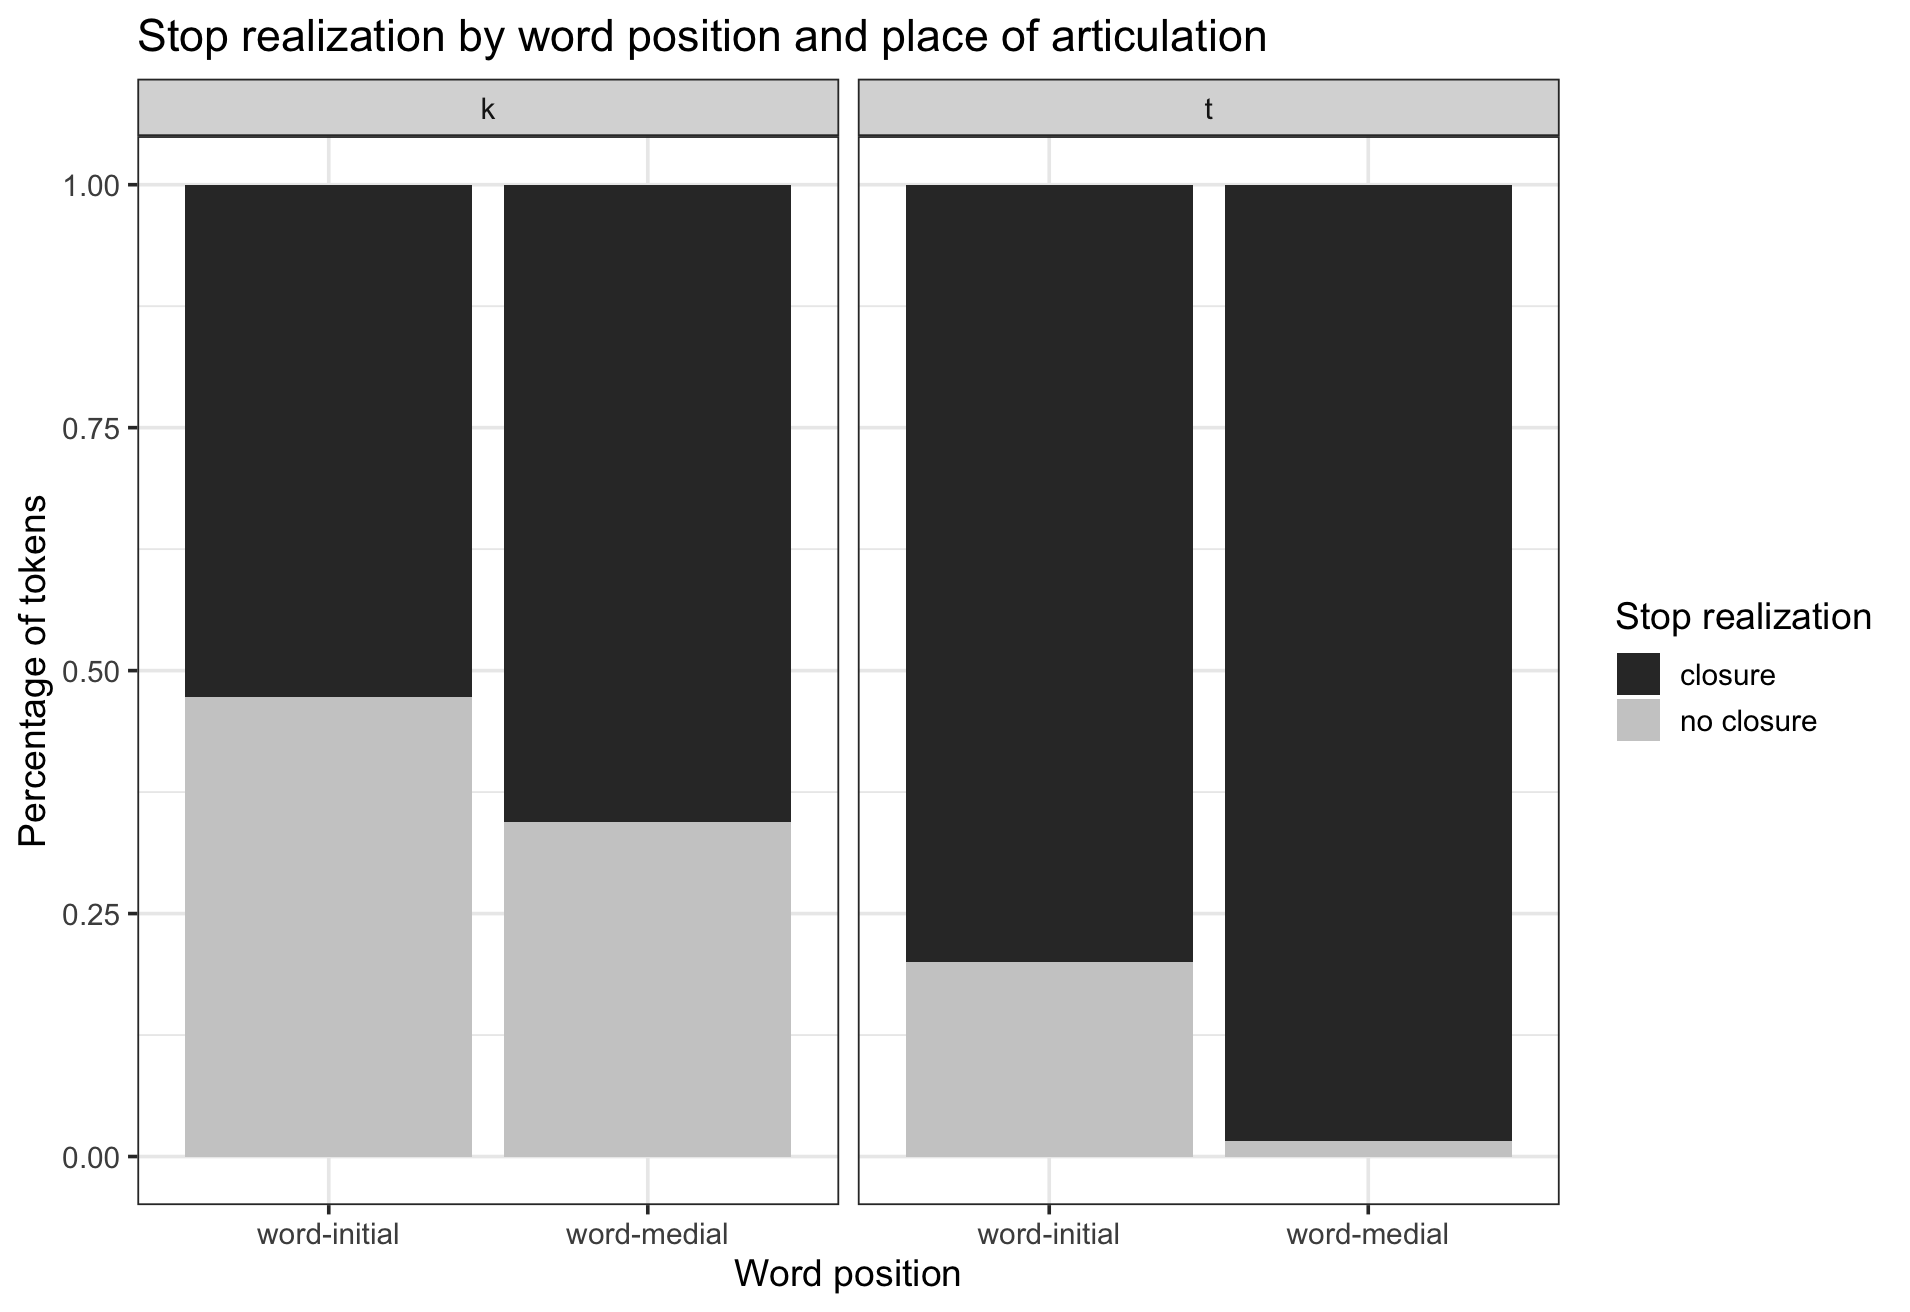 Stop realization by word position and place of articulation
k
t
1.00
0.75
0.50
0.25
0.00
Percentage of tokens
word-initial
word-medial
word-initial
word-medial
Word position
Stop realization
closure
no closure